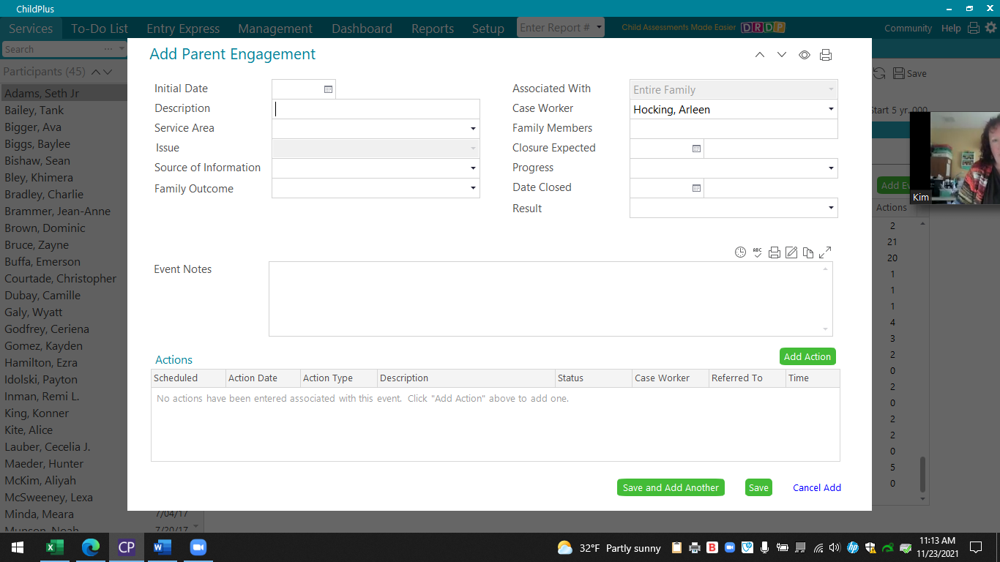 ChildPlus
Services To-Do List Entry Express Management Dashboard Reports Setup Enter Report # Child Assessments Made Easier DRDP Community Help
Search
Participants (45)
Save
Adams, Seth Jr
Bailey, Tank
Bigger, Ava
Biggs, Baylee
Bishaw, Sean
Bley, Khimera
Bradley, Charlie
Brammer, Jean-Anne
Brown, Dominic
Bruce, Zayne
Buffa, Emerson
Courtade, Christopher
Dubay, Camille
Galy, Wyatt
Godfrey, Ceriena
Gomez, Kayden
Hamilton, Ezra
Idolski, Payton
Inman, Remi L.
King, Konner
Kite, Alice
Lauber, Cecelia J.
Maeder, Hunter
McKim, Aliyah
McSweeney, Lexa
Minda, Meara 7/04/17
Munson, Noah 7/20/17
Add Parent Engagement
Initial Date
Description
Service Area
Issue
Source of Information
Family Outcome
Associated With Entire Family
Case Worker Hocking, Arleen
Family Members
Closure Expected
Progress
Date Closed
Result
Event Notes
ABC
Actions
Add Action
Scheduled Action Date Action Type Description Status Case Worker Referred To Time
No actions have been entered associated with this event. Click "Add Action" above to add one.
Save and Add Another Save Cancel Add
Start 5 yr. 000
Add Ev
Kim
Actions
2
21
20
1
1
1
4
3
2
0
2
0
2
2
0
5
0
CP
32°F Partly sunny
B
hp
11:13 AM
11/23/2021